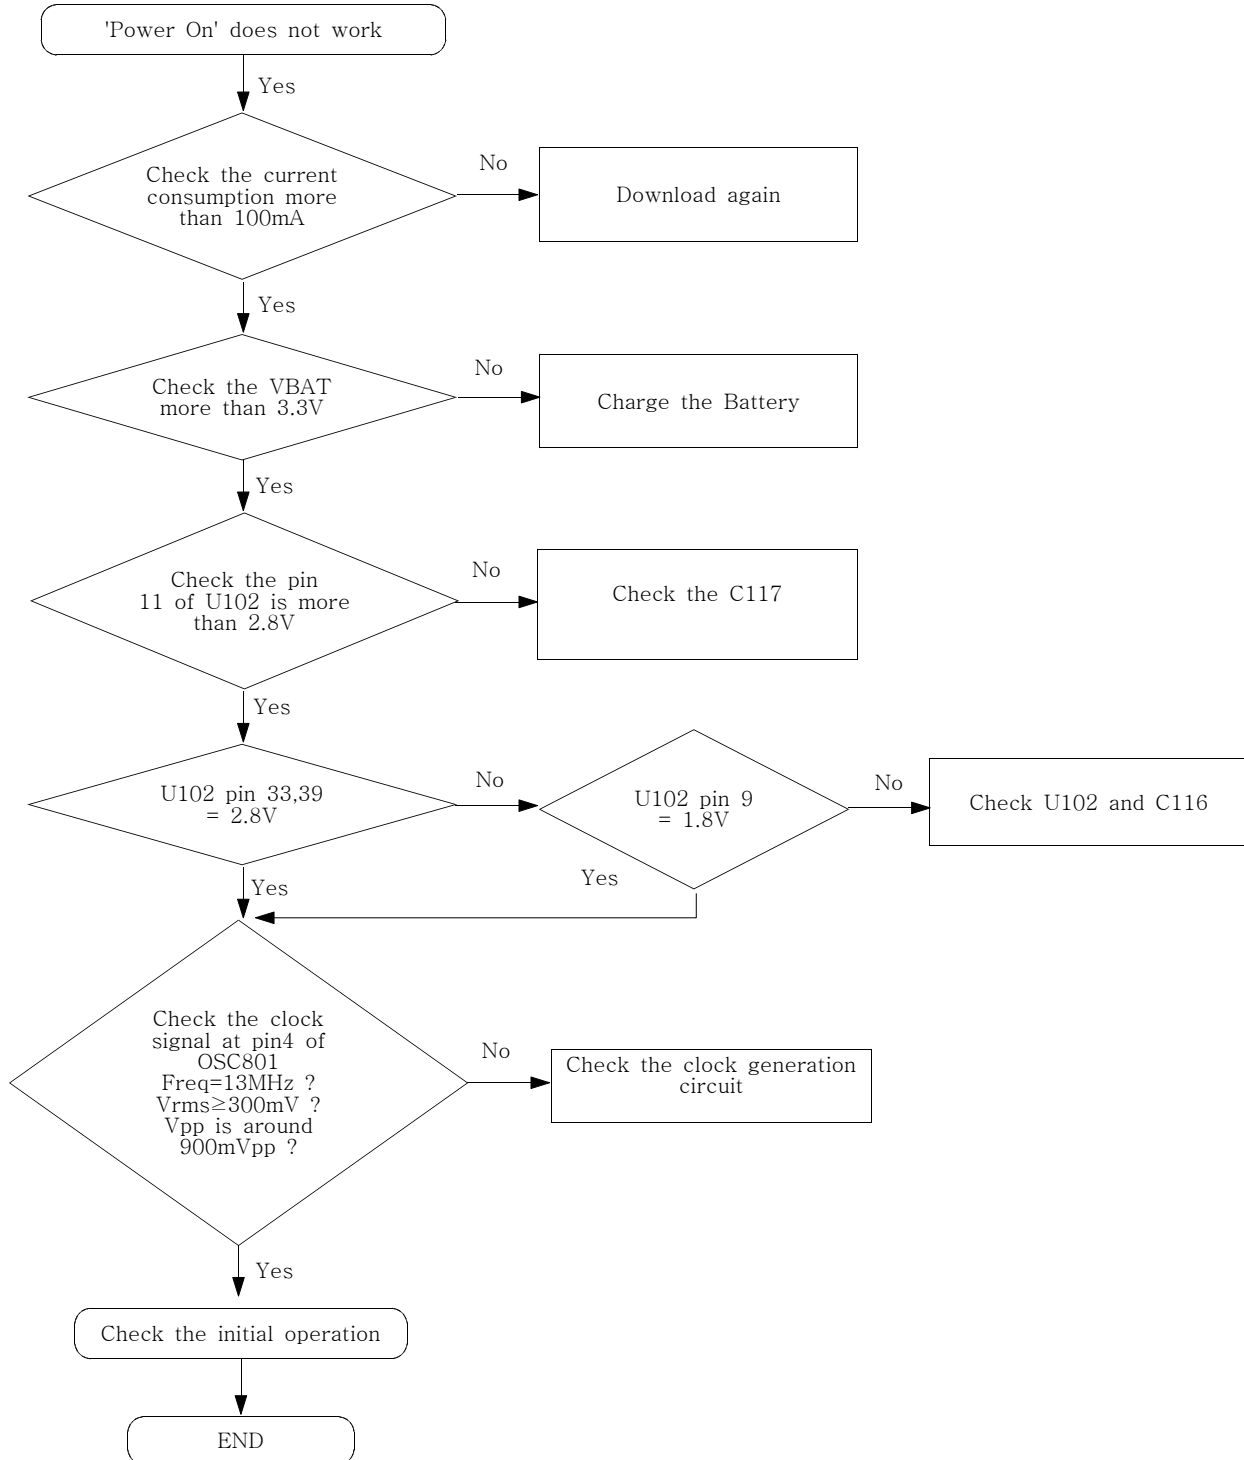 'Power On' does not work
Yes
Check the current
consumption more
than 100mA
No
Download again
Yes
Check the VBAT
more than 3.3V
No
Charge the Battery
Yes
Check the pin
11 of U102 is more
than 2.8V
No
Check the C117
Yes
U102 pin 33,39
= 2.8V
No
U102 pin 9
= 1.8V
No
Check U102 and C116
Yes
Yes
Check the clock
signal at pin4 of
OSC801
Freq=13MHz ?
Vrms≥300mV ?
Vpp is around
900mVpp ?
No
Check the clock generation
circuit
Yes
Check the initial operation
END